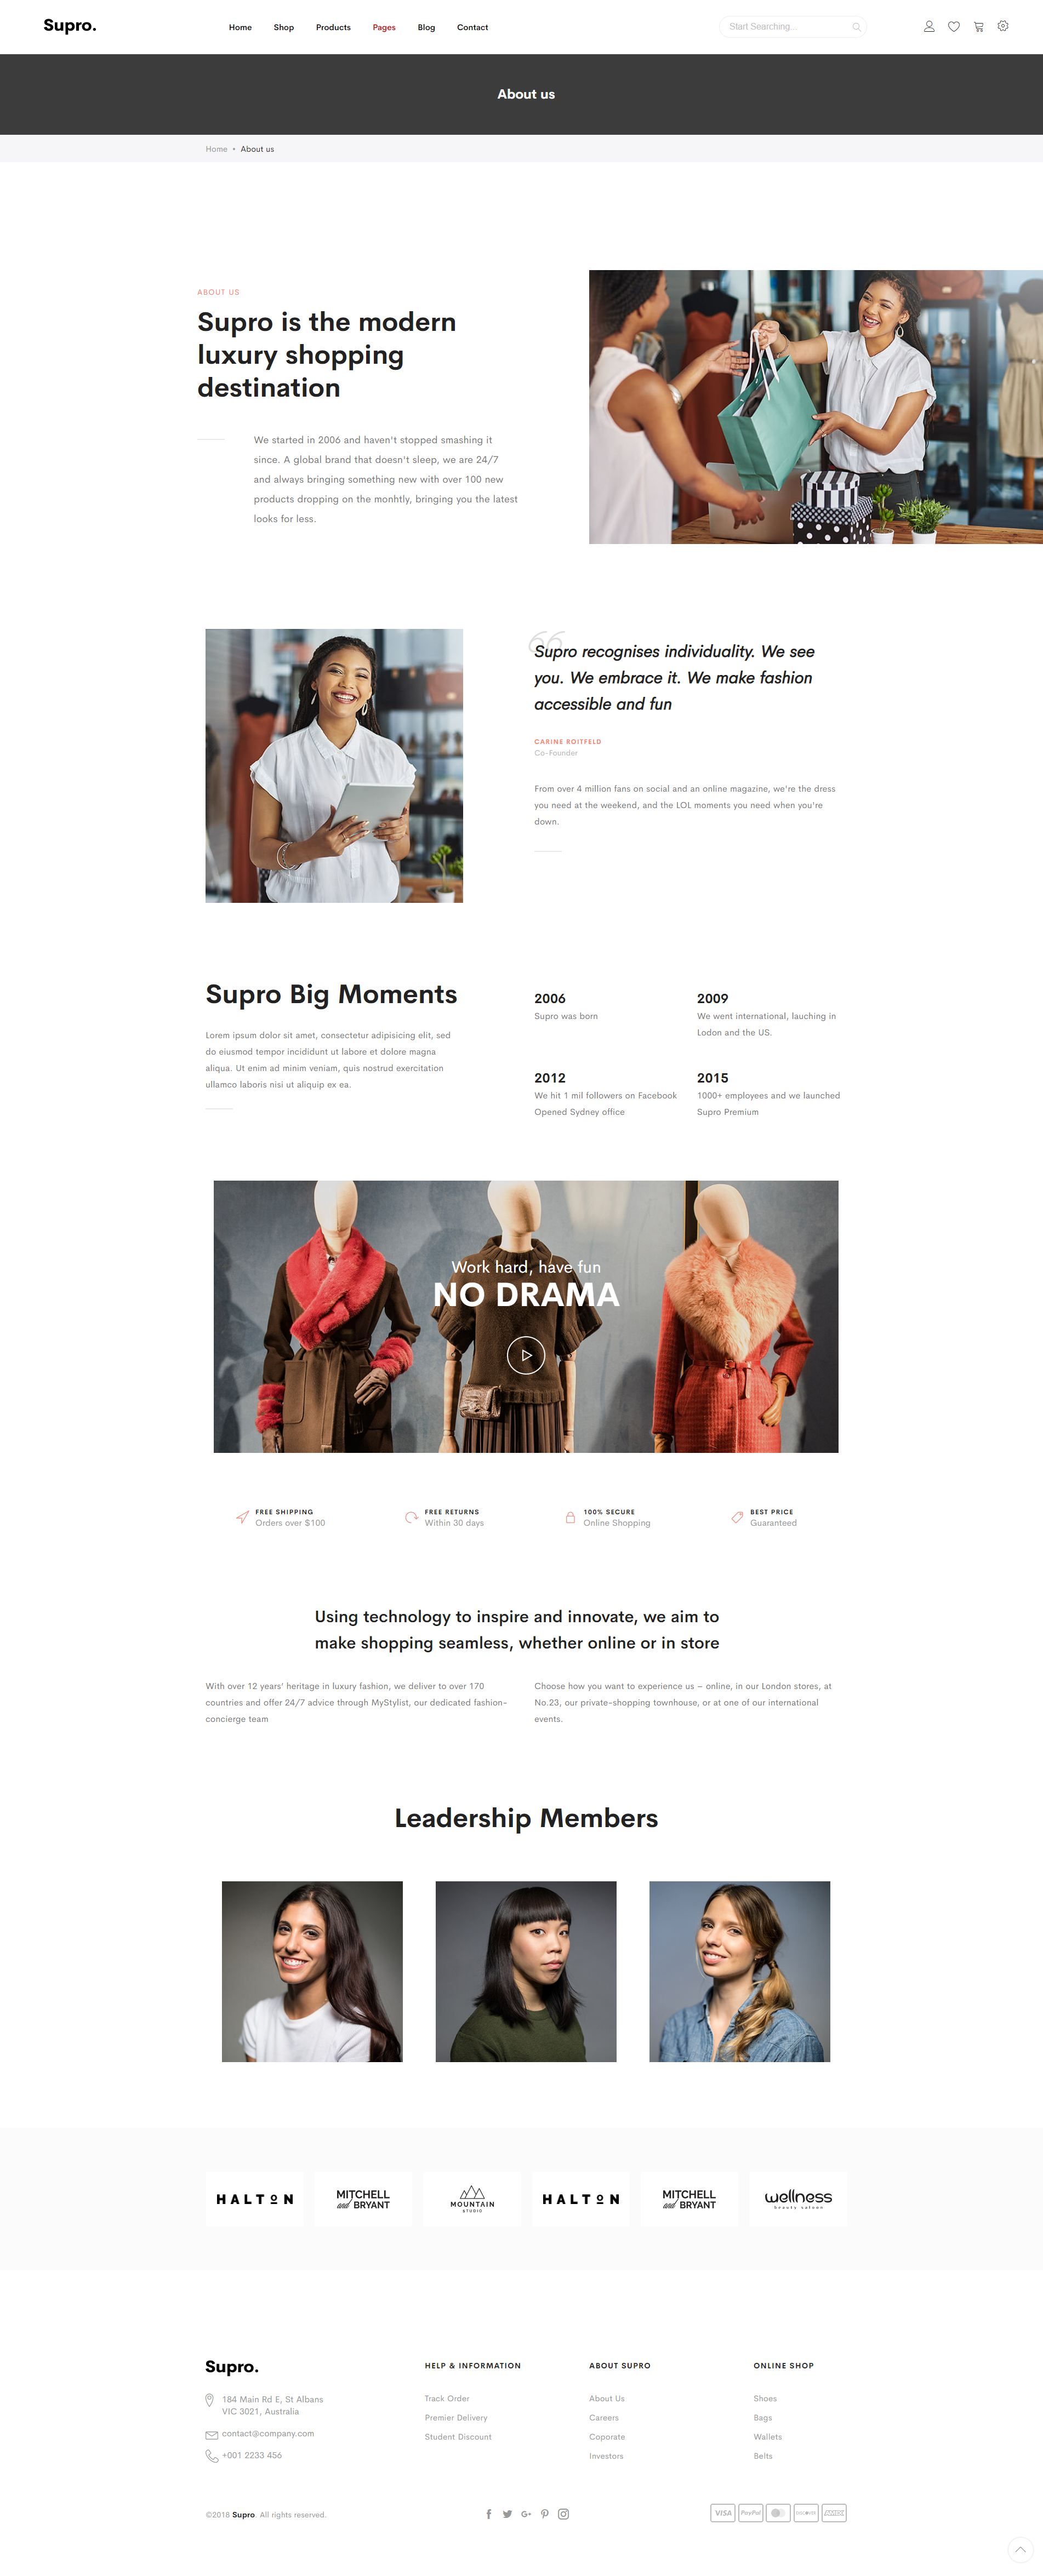 Supro.
Home Shop Products Pages Blog Contact
Start Searching...
About us
Home • About us
ABOUT US
Supro is the modern
luxury shopping
destination
We started in 2006 and haven't stopped smashing it
since. A global brand that doesn't sleep, we are 24/7
and always bringing something new with over 100 new
products dropping on the monhtly, bringing you the latest
looks for less.
Supro recognises individuality. We see
you. We embrace it. We make fashion
accessible and fun
CARINE ROITFELD
Co-Founder
From over 4 million fans on social and an online magazine, we're the dress
you need at the weekend, and the LOL moments you need when you're
down.
Supro Big Moments
Lorem ipsum dolor sit amet, consectetur adipisicing elit, sed
do eiusmod tempor incididunt ut labore et dolore magna
aliqua. Ut enim ad minim veniam, quis nostrud exercitation
ullamco laboris nisi ut aliquip ex ea.
2006
Supro was born
2009
We went international, lauching in
Lodon and the US.
2012
We hit 1 mil followers on Facebook
Opened Sydney office
2015
1000+ employees and we launched
Supro Premium
Work hard, have fun
NO DRAMA
FREE SHIPPING
Orders over $100
FREE RETURNS
Within 30 days
100% SECURE
Online Shopping
BEST PRICE
Guaranteed
Using technology to inspire and innovate, we aim to
make shopping seamless, whether online or in store
With over 12 years' heritage in luxury fashion, we deliver to over 170
countries and offer 24/7 advice through MyStylist, our dedicated fashion-
concierge team
Choose how you want to experience us – online, in our London stores, at
No.23, our private-shopping townhouse, or at one of our international
events.
Leadership Members
HALTON
MITCHELL
and BRYANT
MOUNTAIN
STUDIO
HALTON
MITCHELL
and BRYANT
wellness
beauty saloon
Supro.
184 Main Rd E, St Albans
VIC 3021, Australia
contact@company.com
+001 2233 456
HELP & INFORMATION
Track Order
Premier Delivery
Student Discount
ABOUT SUPRO
About Us
Careers
Coporate
Investors
ONLINE SHOP
Shoes
Bags
Wallets
Belts
©2018 Supro. All rights reserved.
G+
VISA PayPal DISCOVER AMEX